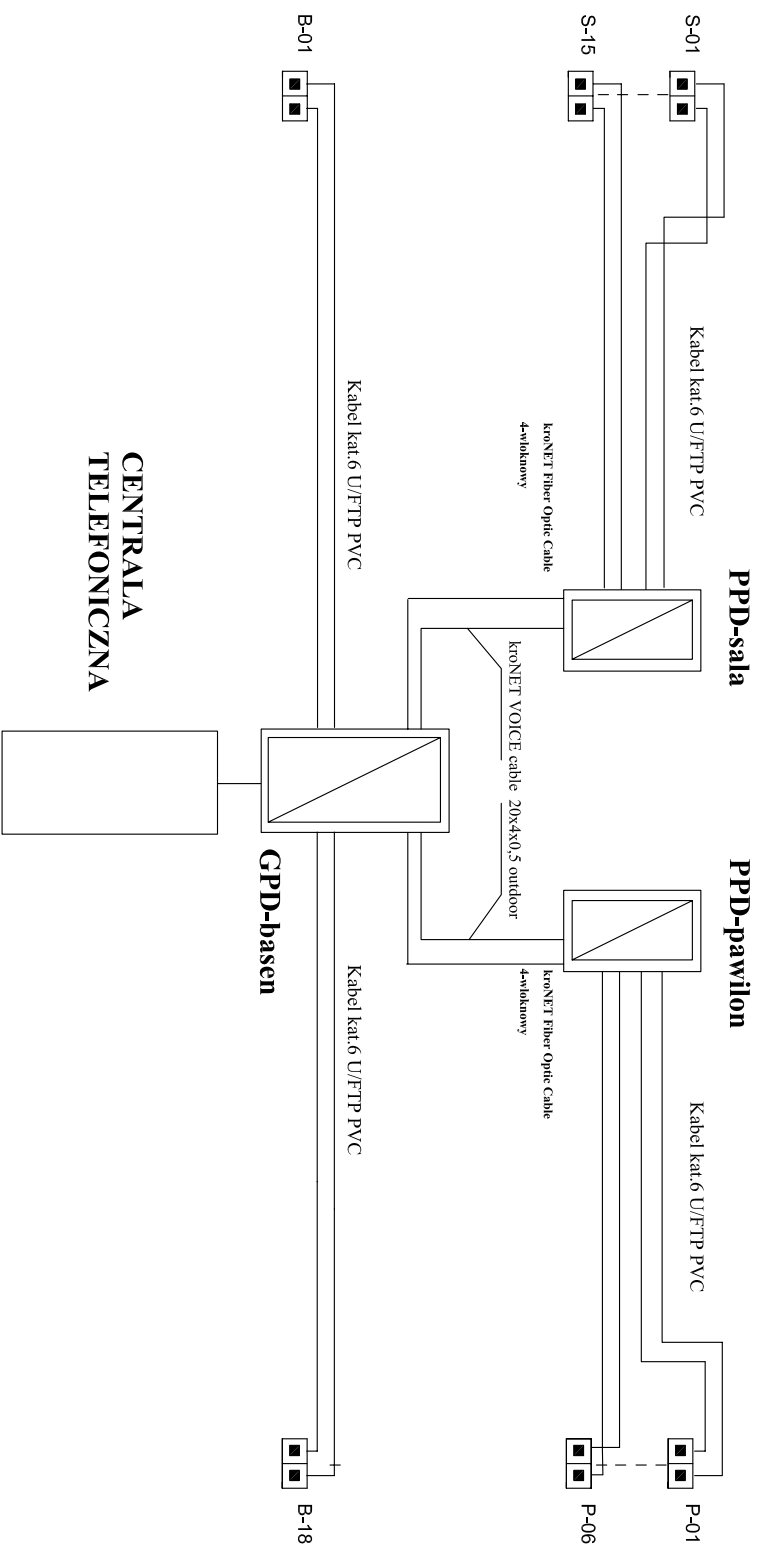 PPD-sala
PPD-pawilon
S-01
Kabel kat.6 U/FTP PVC
Kabel kat.6 U/FTP PVC
P-01
S-15
P-06
kroNET Fiber Optic Cable
4-wloknowy
kroNET Fiber Optic Cable
4-wloknowy
kroNET VOICE cable 20x4x0,5 outdoor
Kabel kat.6 U/FTP PVC
Kabel kat.6 U/FTP PVC
B-01
B-18
GPD-basen
CENTRALA
TELEFONICZNA